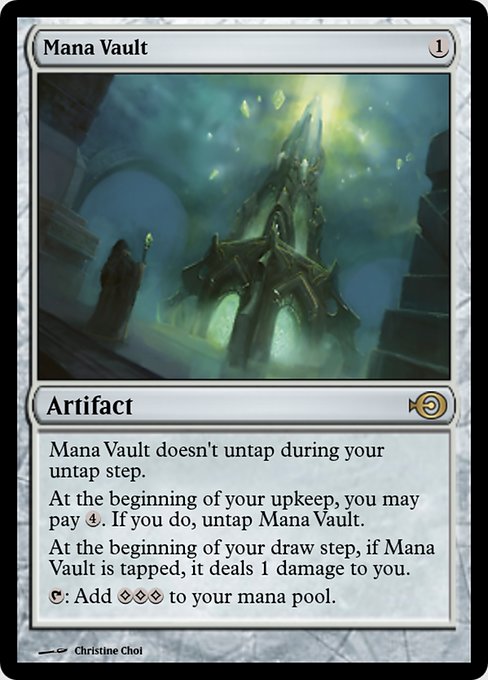 Mana Vault 1
Artifact
Mana Vault doesn't untap during your
untap step.
At the beginning of your upkeep, you may
pay 4. If you do, untap Mana Vault.
At the beginning of your draw step, if Mana
Vault is tapped, it deals 1 damage to you.
: Add to your mana pool.
Christine Choi